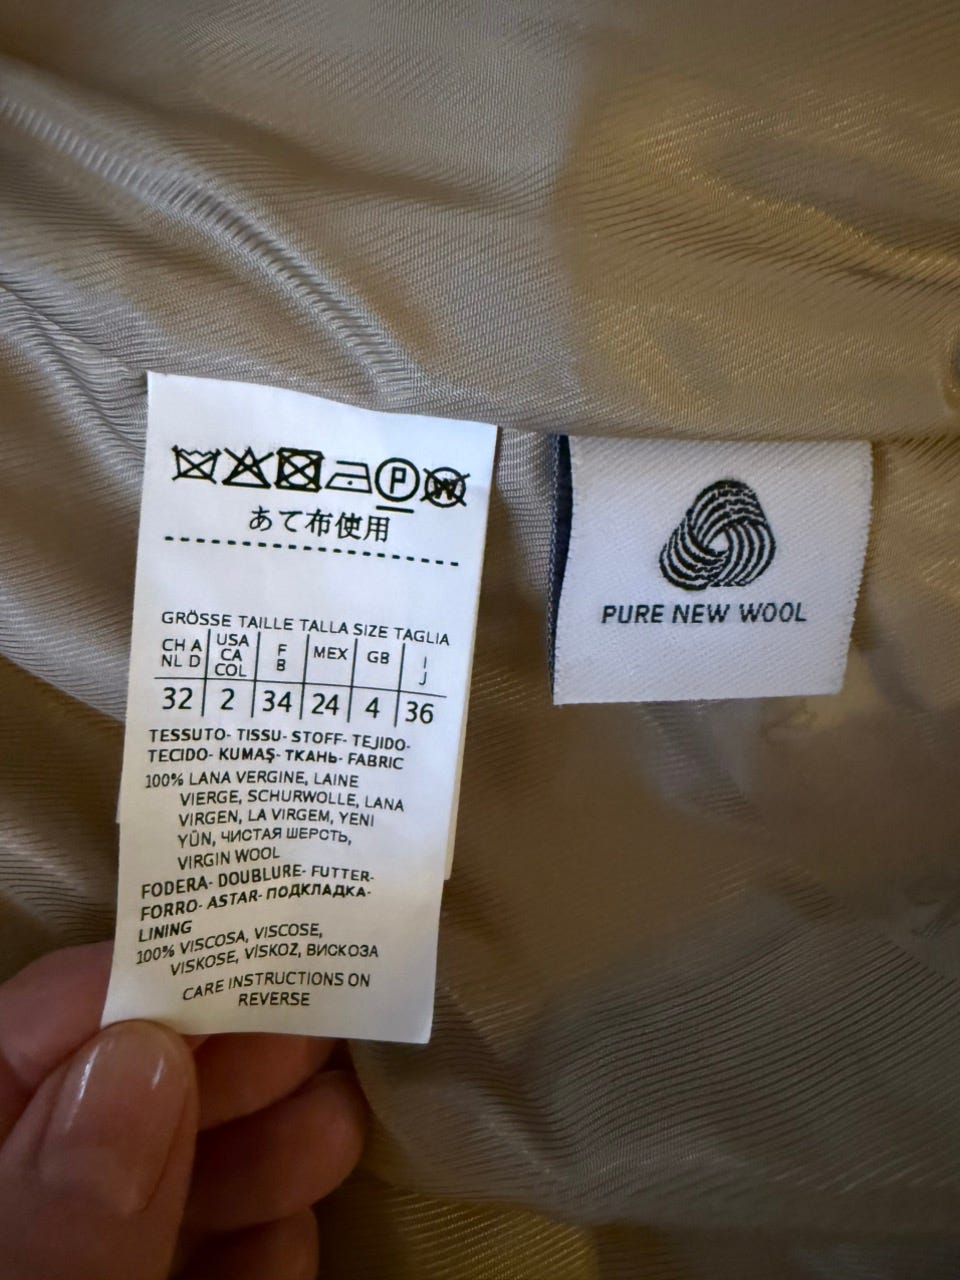 P W
あて布使用
GRÖSSE TAILLE TALLA SIZE TAGLIA
CH A NL D | USA CA COL | F B | MEX | GB | I J
32 | 2 | 34 | 24 | 4 | 36
TESSUTO- TISSU- STOFF- TEJIDO-
TECIDO- KUMAŞ- ТКАНЬ- FABRIC
100% LANA VERGINE, LAINE
VIERGE, SCHURWOLLE, LANA
VIRGEN, LA VIRGEM, YENI
YÜN, ЧИСТАЯ ШЕРСТЬ,
VIRGIN WOOL
FODERA- DOUBLURE- FUTTER-
FORRO- ASTAR- ПОДКЛАДКА-
LINING
100% VISCOSA, VISCOSE,
VISKOSE, VİSKOZ, ВИСКОЗА
CARE INSTRUCTIONS ON
REVERSE
PURE NEW WOOL